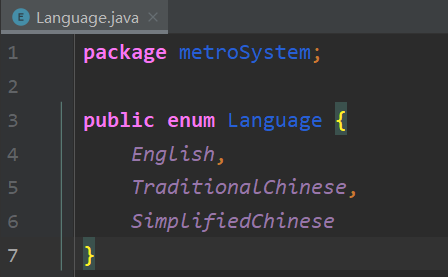 Language.java
1 package metroSystem;
2
3 public enum Language {
4     English,
5     TraditionalChinese,
6     SimplifiedChinese
7 }